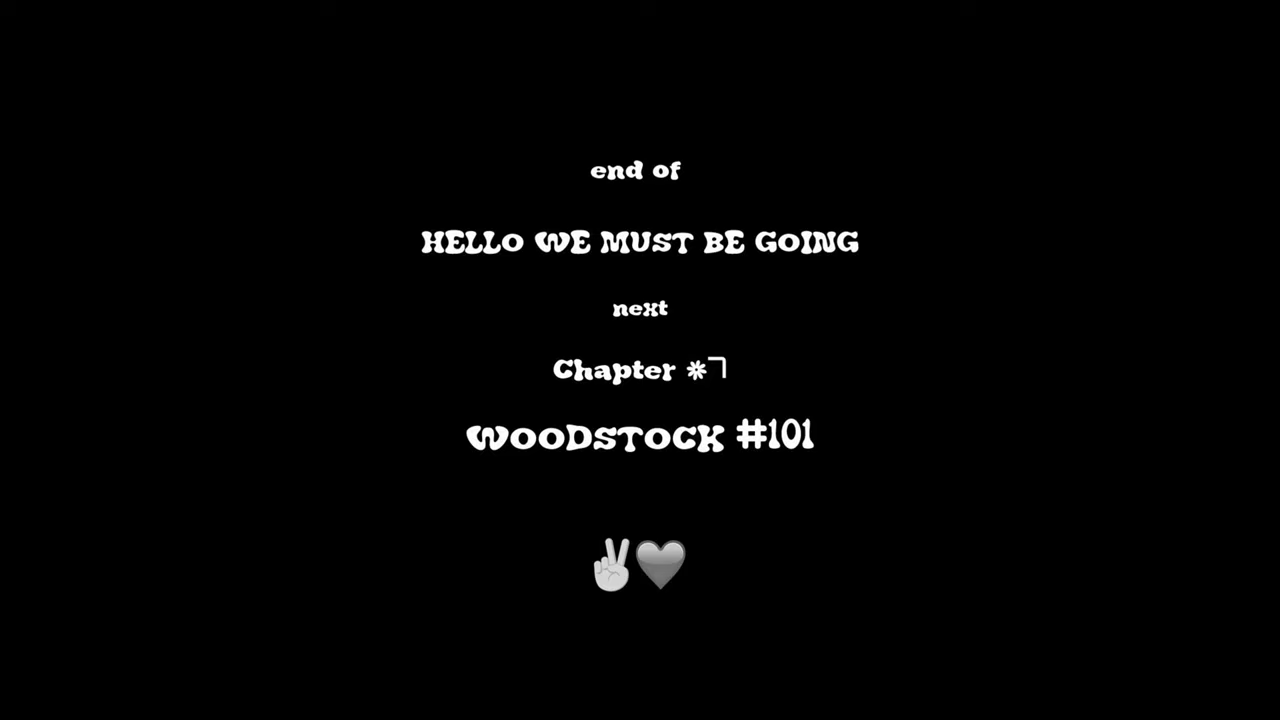 end of
HELLO WE MUST BE GOING
next
Chapter *7
WOODSTOCK #101
✌️🩶